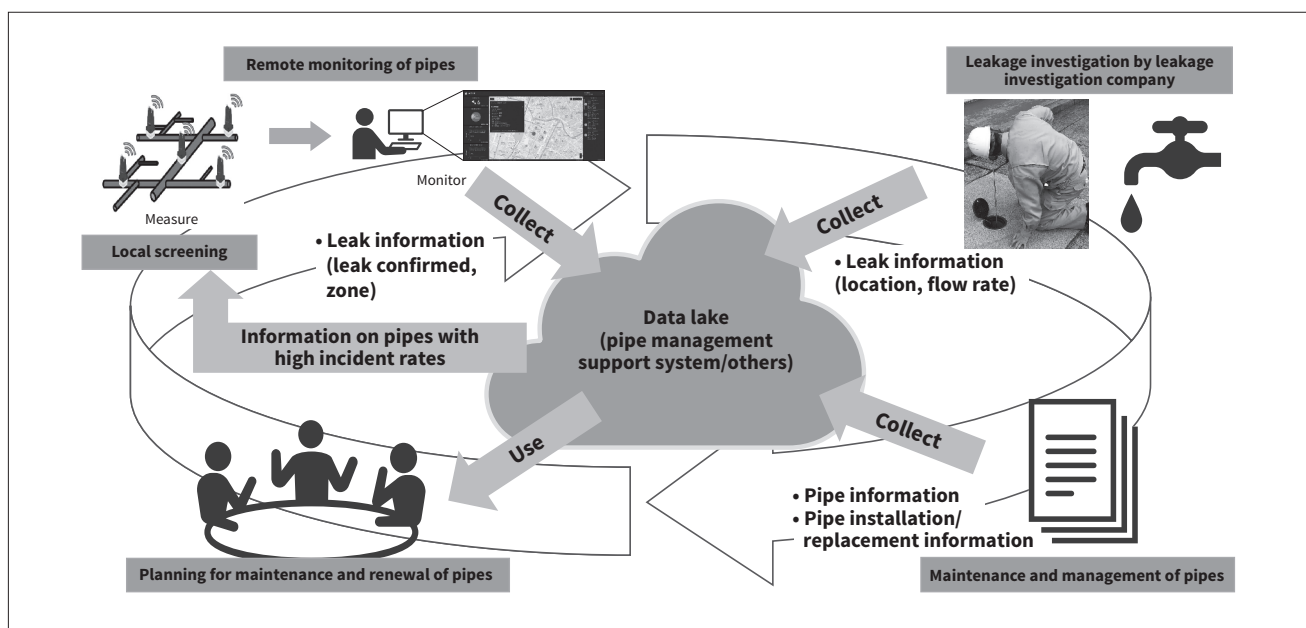 Remote monitoring of pipes
Leakage investigation by leakage
investigation company
Monitor
Measure
Local screening
Collect
Collect
• Leak information
(leak confirmed,
zone)
• Leak information
(location, flow rate)
Data lake
(pipe management
support system/others)
Information on pipes with
high incident rates
Use
Collect
• Pipe information
• Pipe installation/
replacement information
Planning for maintenance and renewal of pipes
Maintenance and management of pipes